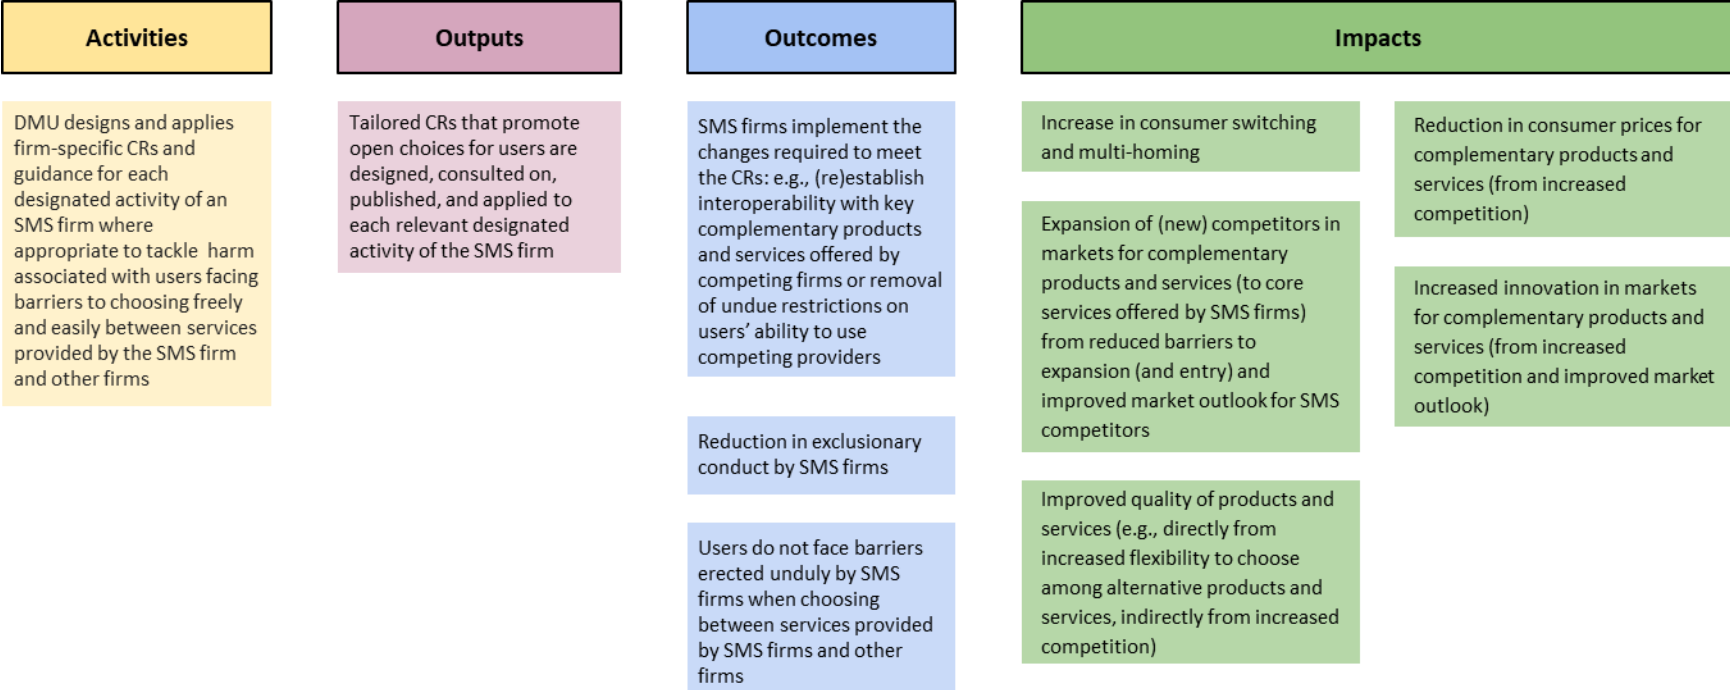 Activities
Outputs
Outcomes
Impacts
DMU designs and applies
firm-specific CRs and
guidance for each
designated activity of an
SMS firm where
appropriate to tackle harm
associated with users facing
barriers to choosing freely
and easily between services
provided by the SMS firm
and other firms
Tailored CRs that promote
open choices for users are
designed, consulted on,
published, and applied to
each relevant designated
activity of the SMS firm
SMS firms implement the
changes required to meet
the CRs: e.g., (re)establish
interoperability with key
complementary products
and services offered by
competing firms or removal
of undue restrictions on
users’ ability to use
competing providers
Reduction in exclusionary
conduct by SMS firms
Users do not face barriers
erected unduly by SMS
firms when choosing
between services provided
by SMS firms and other
firms
Increase in consumer switching
and multi-homing
Expansion of (new) competitors in
markets for complementary
products and services (to core
services offered by SMS firms)
from reduced barriers to
expansion (and entry) and
improved market outlook for SMS
competitors
Improved quality of products and
services (e.g., directly from
increased flexibility to choose
among alternative products and
services, indirectly from increased
competition)
Reduction in consumer prices for
complementary products and
services (from increased
competition)
Increased innovation in markets
for complementary products and
services (from increased
competition and improved market
outlook)